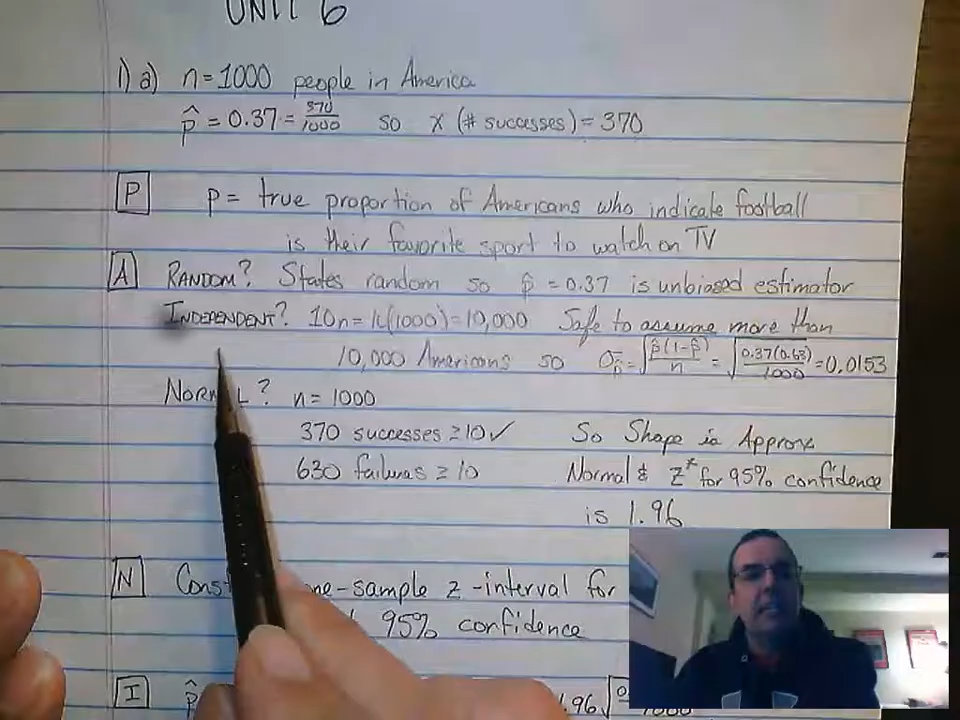 UNIT 6
1) a) n = 1000 people in America
p̂ = 0.37 = 370/1000 so x (# successes) = 370
P p = true proportion of Americans who indicate football
is their favorite sport to watch on TV
A RANDOM? States random so p̂ = 0.37 is unbiased estimator
INDEPENDENT? 10n = 10(1000) = 10,000 Safe to assume more than
10,000 Americans so σp̂ = √(p̂(1-p̂)/n) = √(0.37(0.63)/1000) = 0.0153
NORMAL? n = 1000
370 successes ≥ 10 ✓ So Shape is Approx
630 failures ≥ 10 Normal & z* for 95% confidence
is 1.96
N one-sample z-interval for
95% confidence
I p̂ 1.96